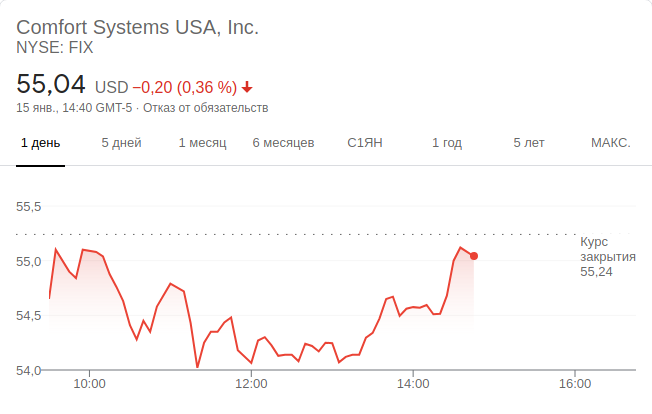 Comfort Systems USA, Inc.
NYSE: FIX
55,04 USD −0,20 (0,36 %)
15 янв., 14:40 GMT-5 · Отказ от обязательств
1 день 5 дней 1 месяц 6 месяцев С1ЯН 1 год 5 лет МАКС.
55,5
Курс
закрытия
55,24
55,0
54,5
54,0
10:00 12:00 14:00 16:00